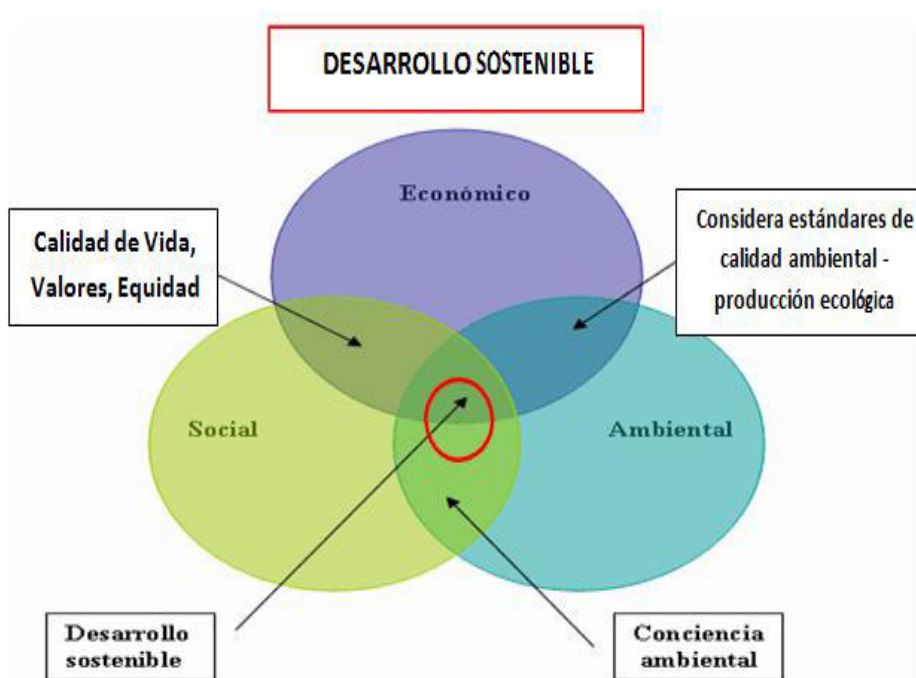 DESARROLLO SOSTENIBLE
Económico
Calidad de Vida,
Valores, Equidad
Considera estándares de
calidad ambiental -
producción ecológica
Social
Ambiental
Desarrollo
sostenible
Conciencia
ambiental